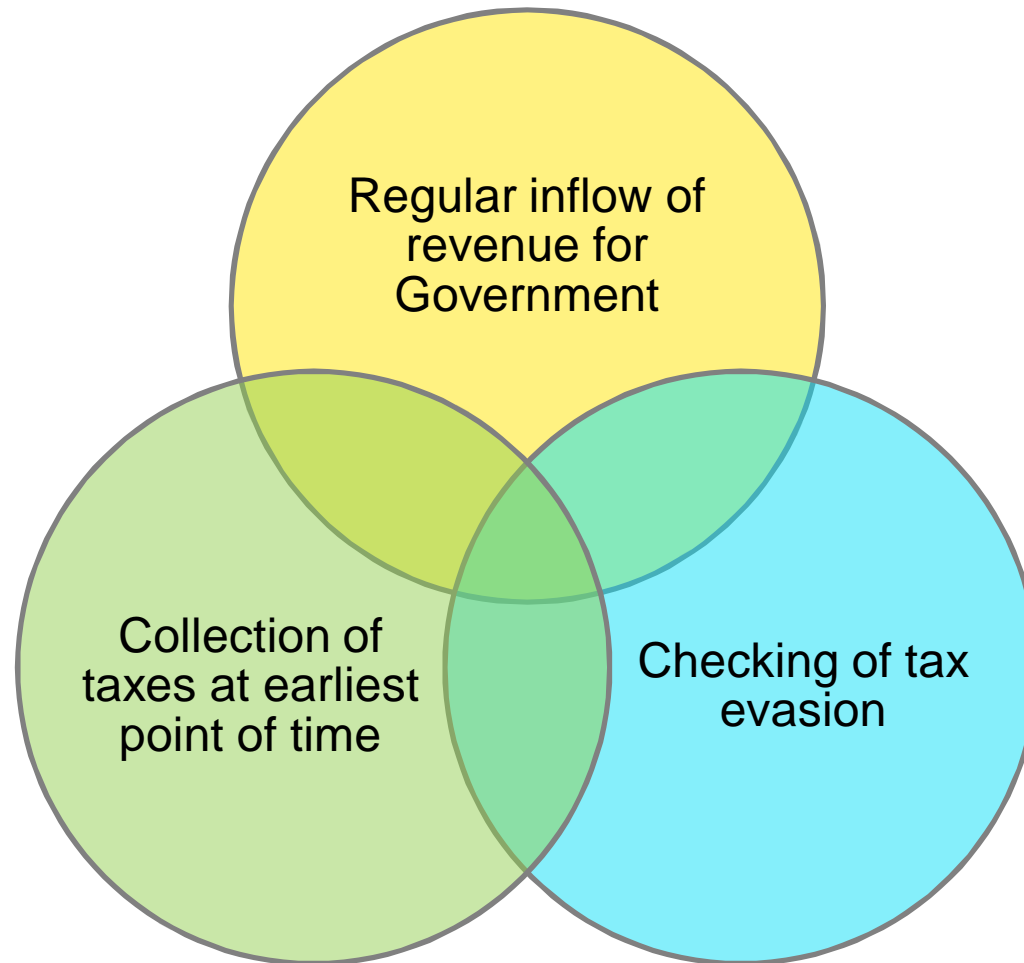 Regular inflow of
revenue for
Government
Collection of
taxes at earliest
point of time
Checking of tax
evasion